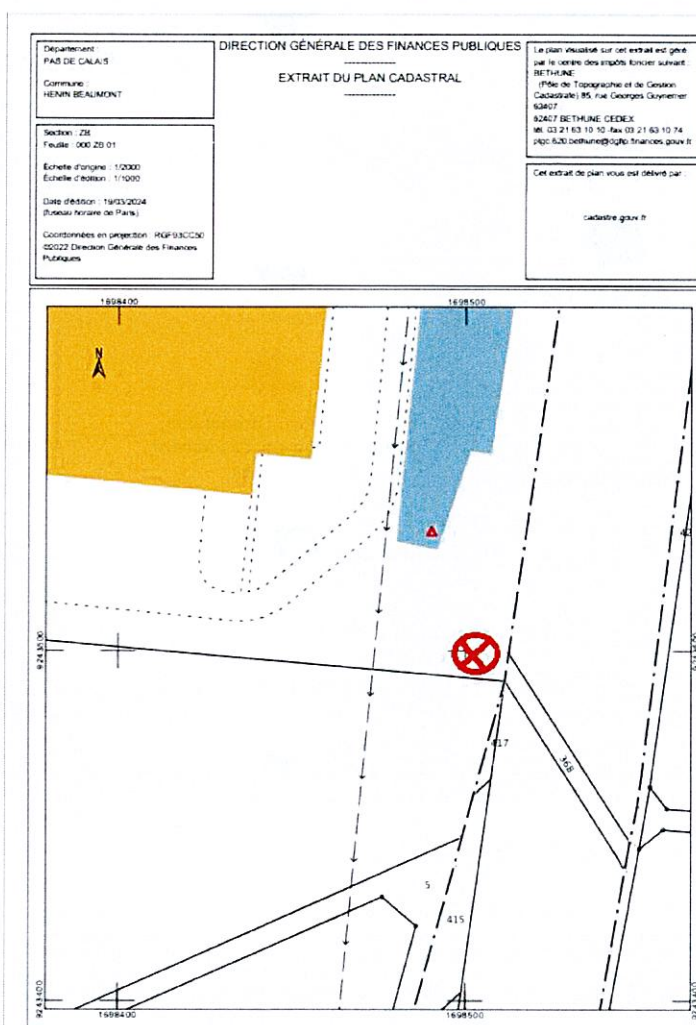 Département :
PAS DE CALAIS
Commune :
HENIN BEAUMONT
Section : ZB
Feuille : 000 ZB 01
Échelle d'origine : 1/2000
Échelle d'édition : 1/1000
Date d'édition : 19/03/2024
(fuseau horaire de Paris)
Coordonnées en projection : RGF93CC50
©2022 Direction Générale des Finances
Publiques
DIRECTION GÉNÉRALE DES FINANCES PUBLIQUES
EXTRAIT DU PLAN CADASTRAL
Le plan visualisé sur cet extrait est géré
par le centre des impôts foncier suivant :
BETHUNE
(Pôle de Topographie et de Gestion
Cadastrale) 85, rue Georges Guynemer
62407
62407 BETHUNE CEDEX
tél. 03 21 63 10 10 -fax 03 21 63 10 74
ptgc.620.bethune@dgfip.finances.gouv.fr
Cet extrait de plan vous est délivré par :
cadastre.gouv.fr
1698400
1698500
N
9243500
9243500
417
368
5
415
9243400
9243400
1698400
1698500